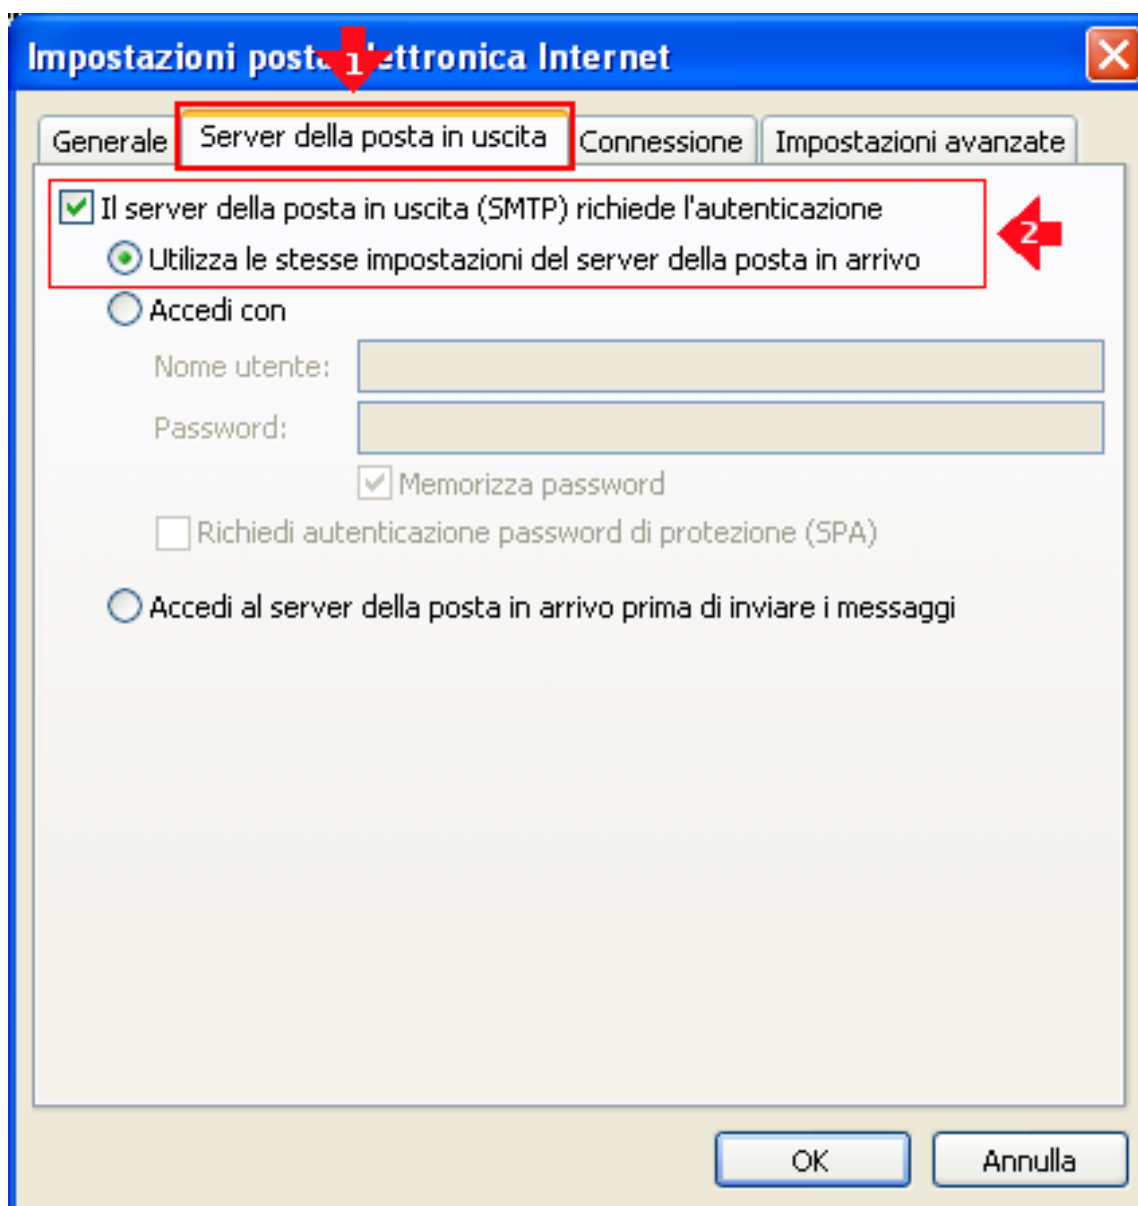 Impostazioni posta elettronica Internet
1
Generale
Server della posta in uscita
Connessione
Impostazioni avanzate
Il server della posta in uscita (SMTP) richiede l'autenticazione
2
Utilizza le stesse impostazioni del server della posta in arrivo
Accedi con
Nome utente:
Password:
Memorizza password
Richiedi autenticazione password di protezione (SPA)
Accedi al server della posta in arrivo prima di inviare i messaggi
OK
Annulla